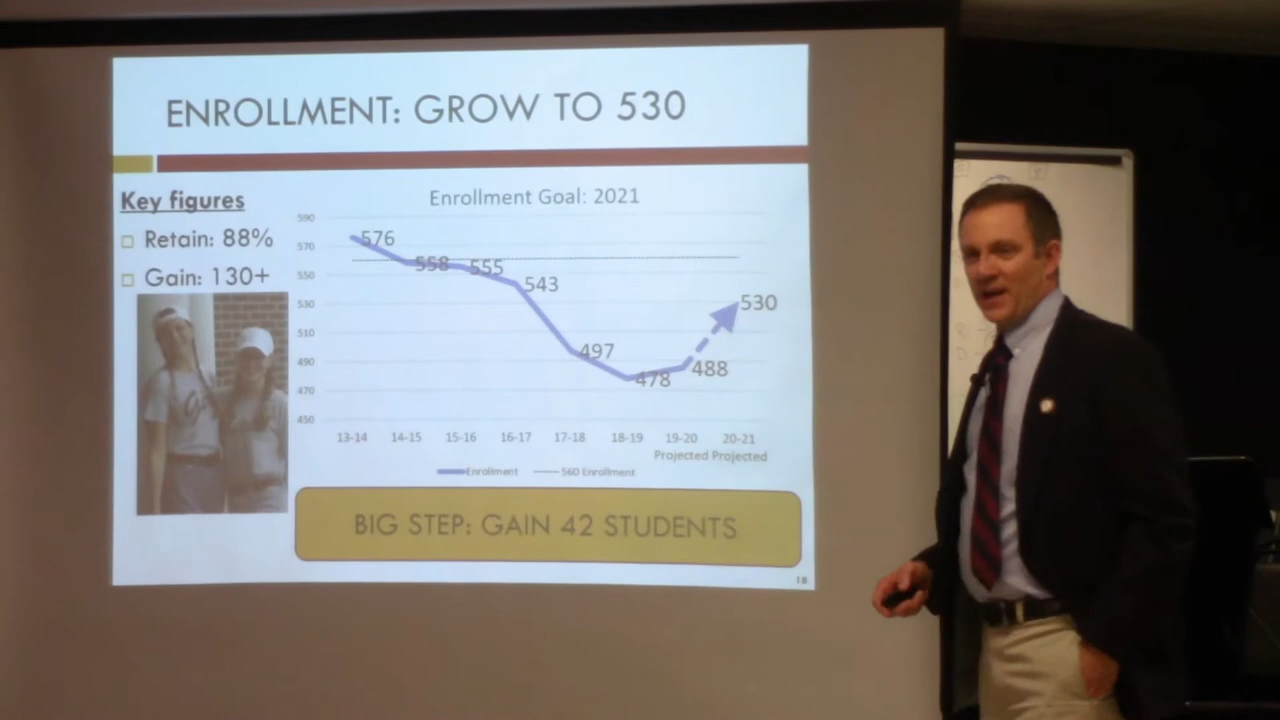 ENROLLMENT: GROW TO 530
Key figures
Retain: 88%
Gain: 130+
Enrollment Goal: 2021
590
570
550
530
510
490
470
450
576
558
555
543
497
478
488
530
13-14 14-15 15-16 16-17 17-18 18-19 19-20 20-21
Projected Projected
Enrollment 560 Enrollment
BIG STEP: GAIN 42 STUDENTS
18